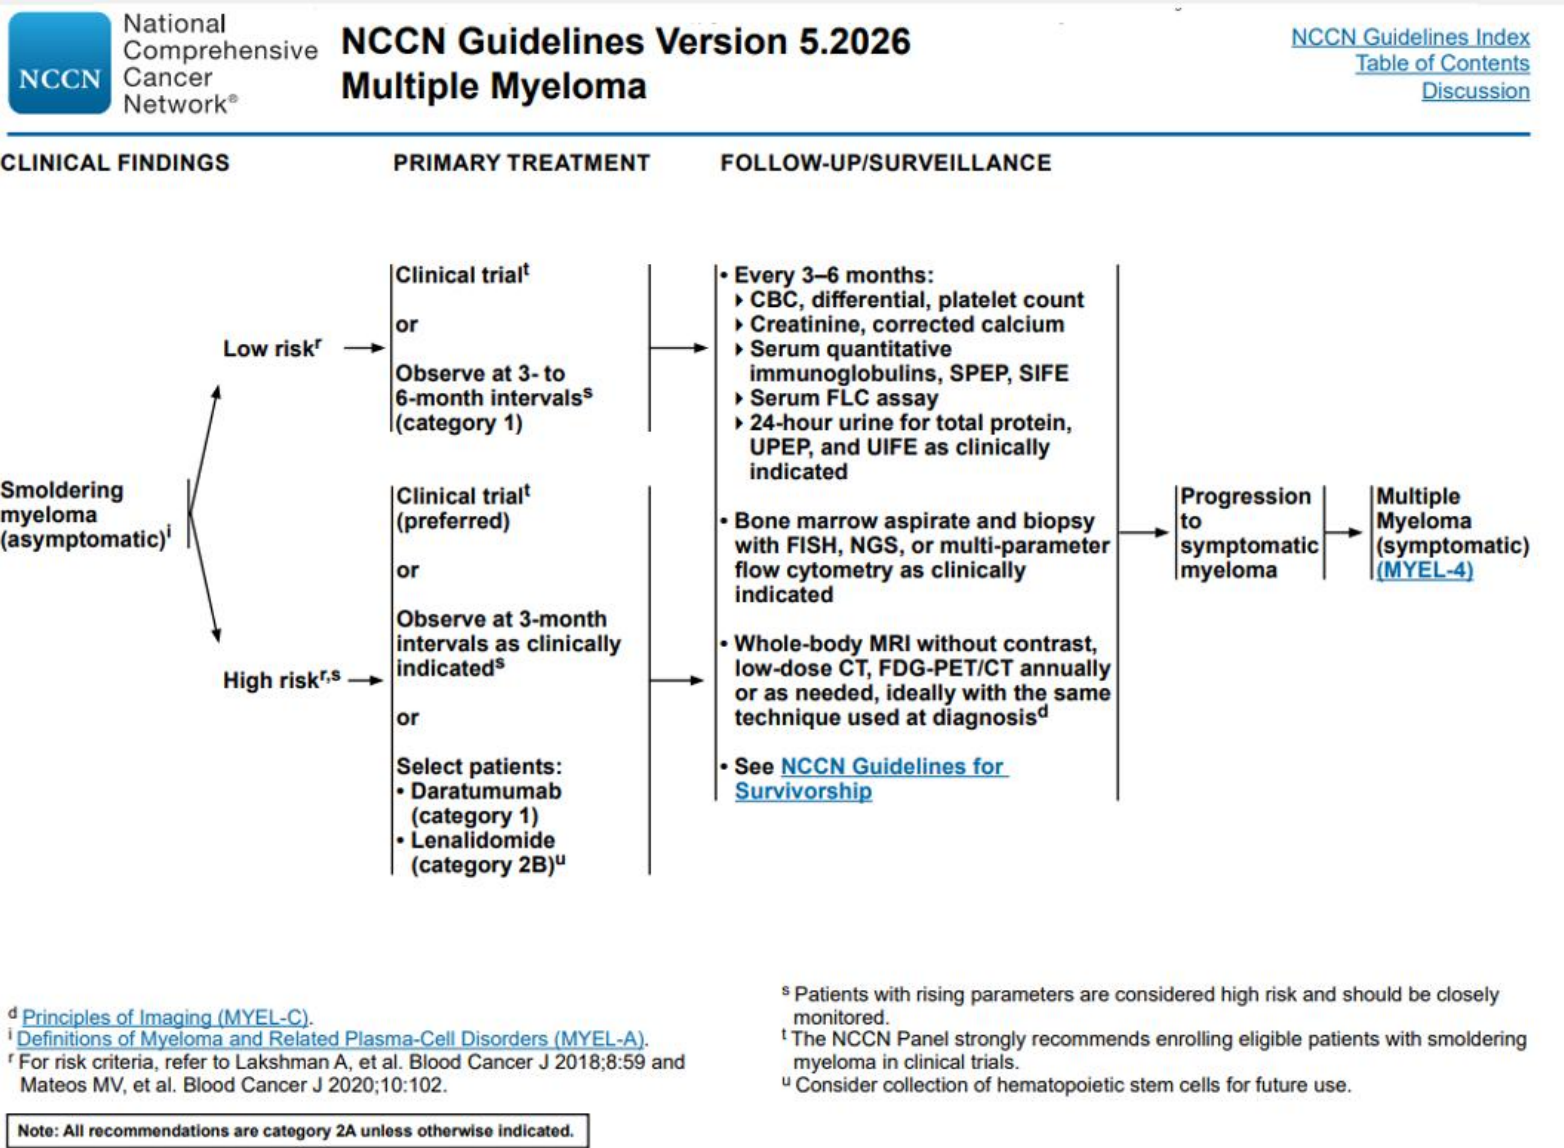 National
Comprehensive
Cancer
Network®
NCCN
NCCN Guidelines Version 5.2026
Multiple Myeloma
NCCN Guidelines Index
Table of Contents
Discussion
CLINICAL FINDINGS
PRIMARY TREATMENT
FOLLOW-UP/SURVEILLANCE
Smoldering
myeloma
(asymptomatic)i
Low riskr
Clinical trialt
or
Observe at 3- to
6-month intervalss
(category 1)
High riskr,s
Clinical trialt
(preferred)
or
Observe at 3-month
intervals as clinically
indicateds
or
Select patients:
• Daratumumab
(category 1)
• Lenalidomide
(category 2B)u
• Every 3–6 months:
▸ CBC, differential, platelet count
▸ Creatinine, corrected calcium
▸ Serum quantitative
immunoglobulins, SPEP, SIFE
▸ Serum FLC assay
▸ 24-hour urine for total protein,
UPEP, and UIFE as clinically
indicated
• Bone marrow aspirate and biopsy
with FISH, NGS, or multi-parameter
flow cytometry as clinically
indicated
• Whole-body MRI without contrast,
low-dose CT, FDG-PET/CT annually
or as needed, ideally with the same
technique used at diagnosisd
• See NCCN Guidelines for
Survivorship
Progression
to
symptomatic
myeloma
Multiple
Myeloma
(symptomatic)
(MYEL-4)
d Principles of Imaging (MYEL-C).
i Definitions of Myeloma and Related Plasma-Cell Disorders (MYEL-A).
r For risk criteria, refer to Lakshman A, et al. Blood Cancer J 2018;8:59 and
Mateos MV, et al. Blood Cancer J 2020;10:102.
s Patients with rising parameters are considered high risk and should be closely
monitored.
t The NCCN Panel strongly recommends enrolling eligible patients with smoldering
myeloma in clinical trials.
u Consider collection of hematopoietic stem cells for future use.
Note: All recommendations are category 2A unless otherwise indicated.